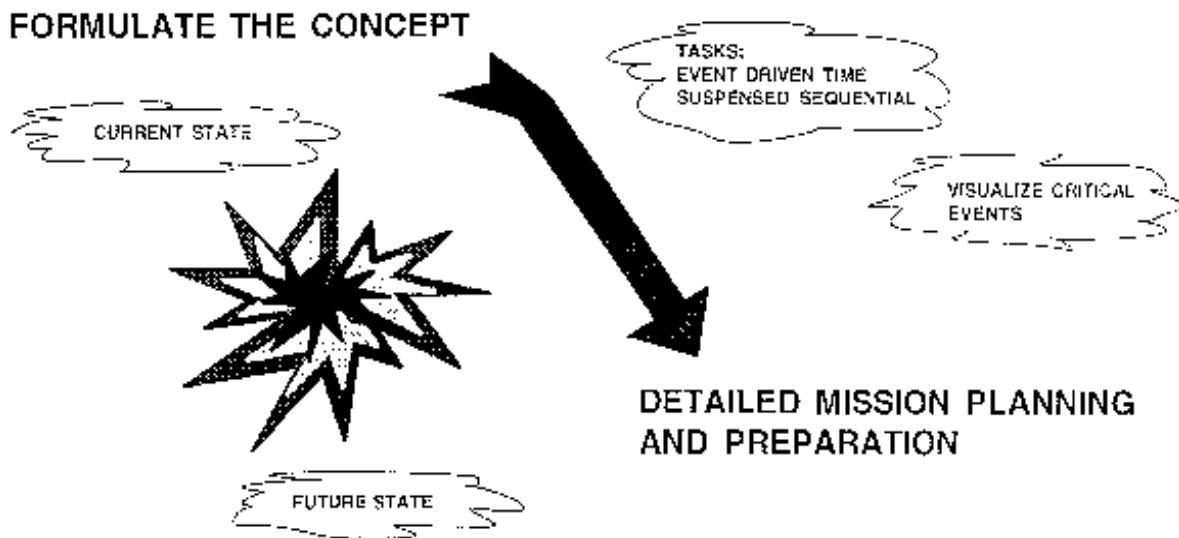 FORMULATE THE CONCEPT
TASKS:
EVENT DRIVEN TIME
SUSPENSED SEQUENTIAL
CURRENT STATE
VISUALIZE CRITICAL
EVENTS
DETAILED MISSION PLANNING
AND PREPARATION
FUTURE STATE